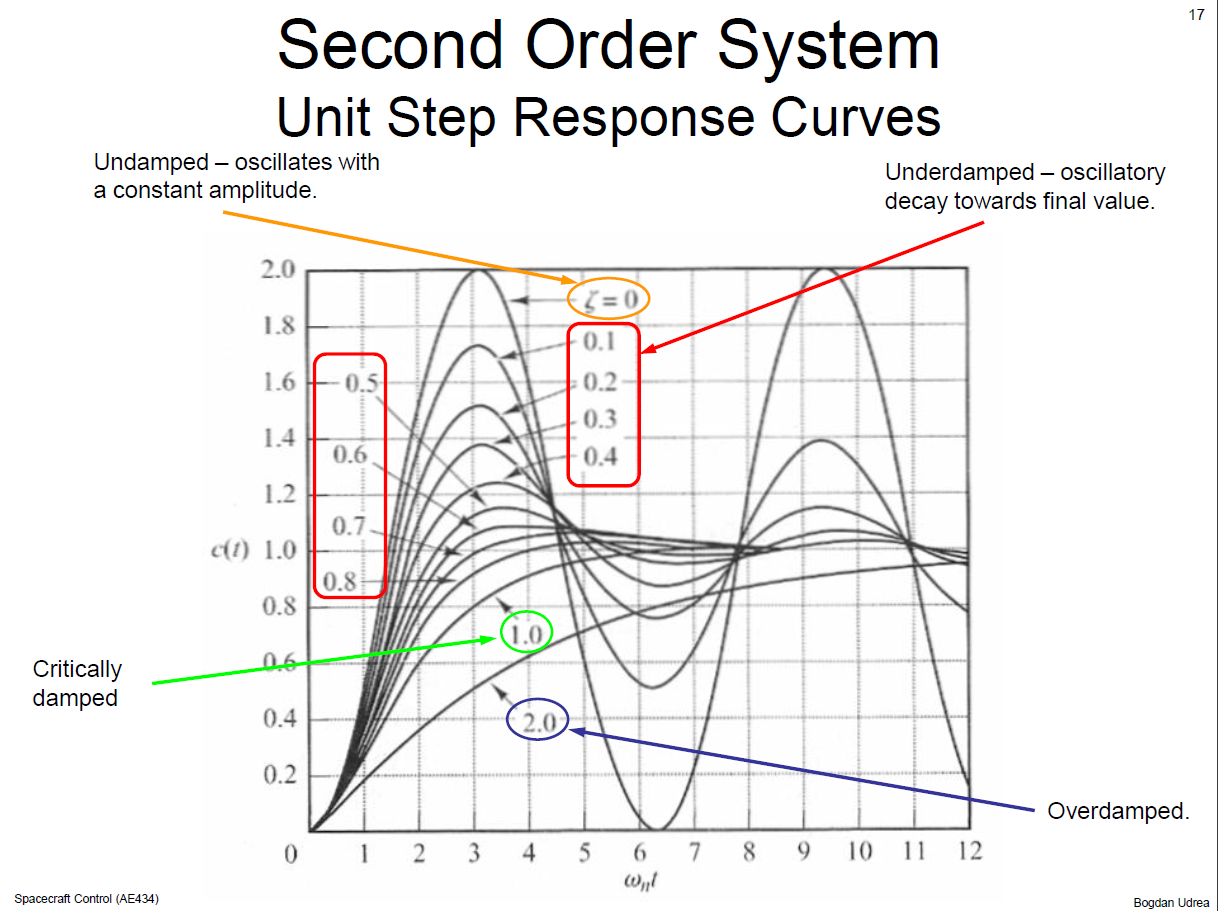 17
Second Order System
Unit Step Response Curves
Undamped – oscillates with
a constant amplitude.
Underdamped – oscillatory
decay towards final value.
2.0
ζ = 0
1.8
0.1
1.6
0.5
0.2
0.3
1.4
0.6
0.4
1.2
0.7
c(t) 1.0
0.8
0.8
1.0
Critically
damped
0.6
0.4
2.0
0.2
Overdamped.
0 1 2 3 4 5 6 7 8 9 10 11 12
ωnt
Spacecraft Control (AE434)
Bogdan Udrea